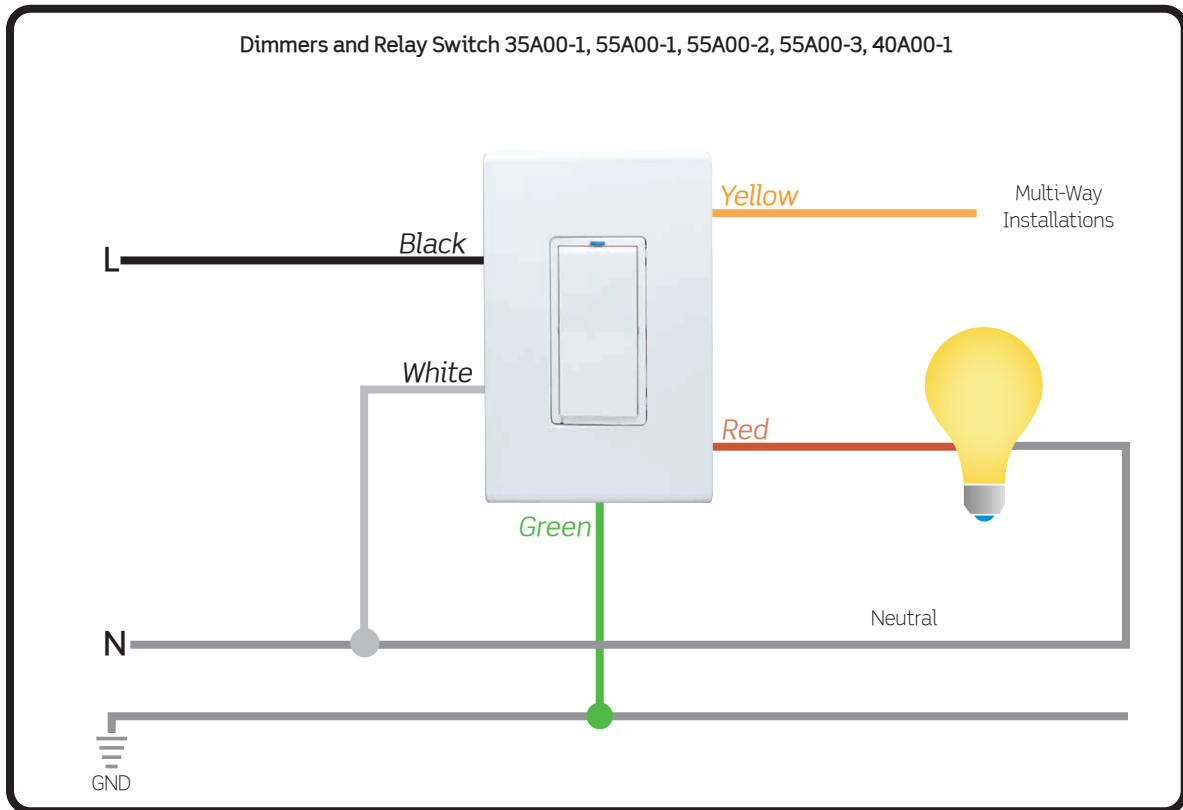 Dimmers and Relay Switch 35A00-1, 55A00-1, 55A00-2, 55A00-3, 40A00-1
Yellow
Multi-Way
Installations
Black
L
White
Red
Green
Neutral
N
GND